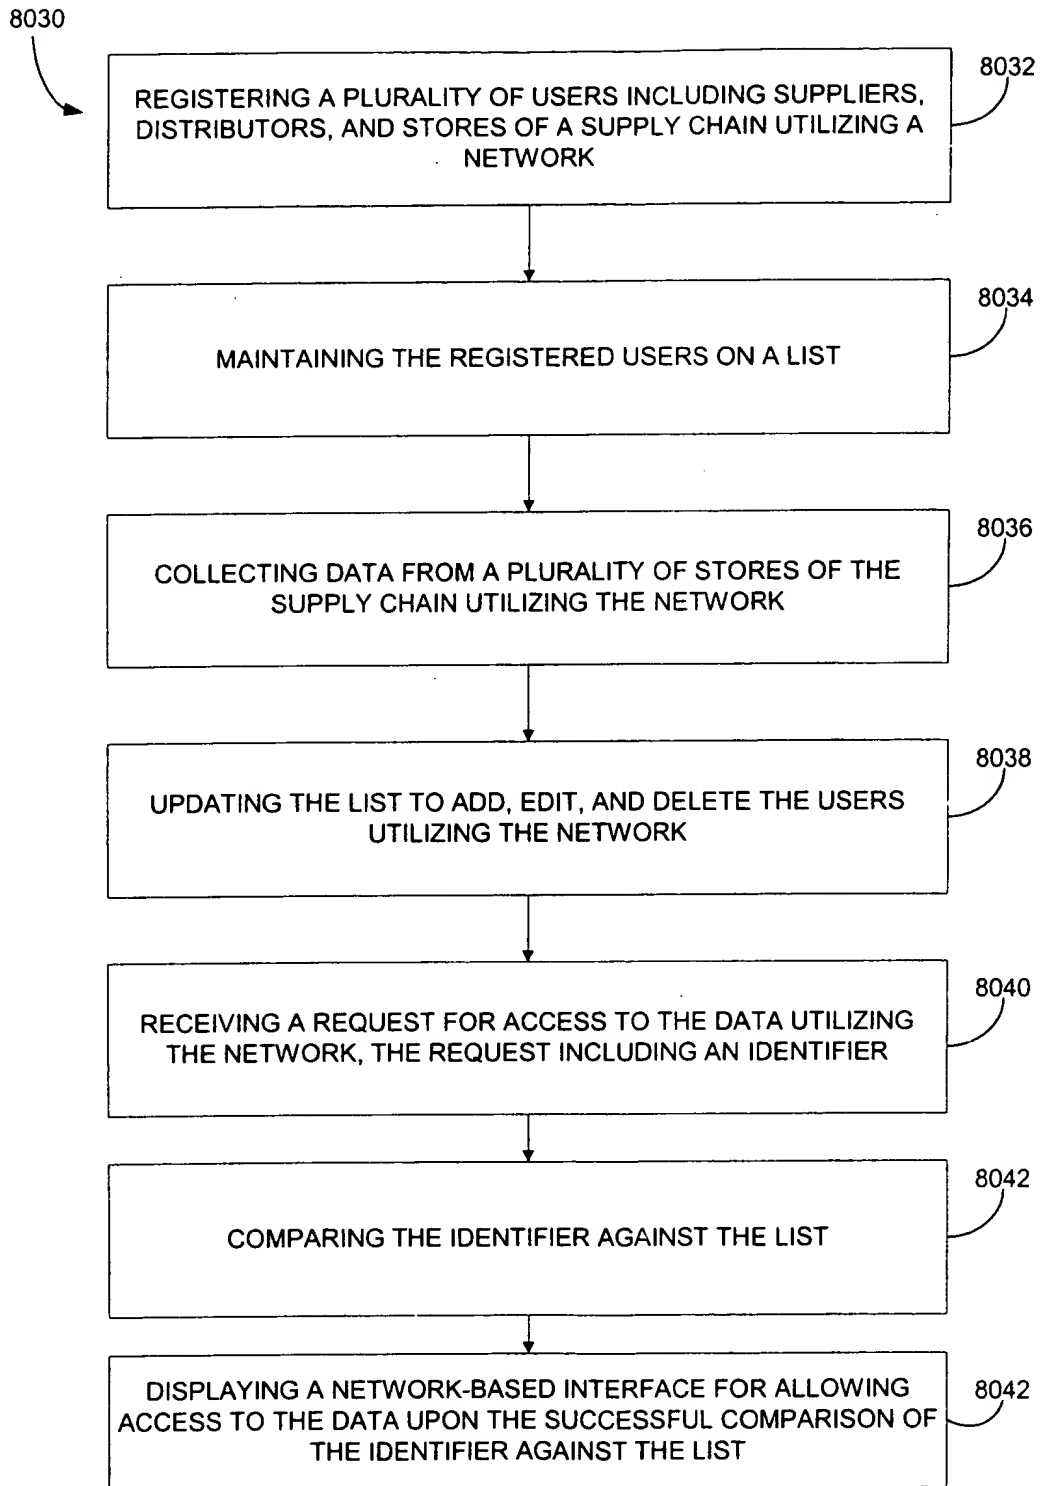 8030
8032
REGISTERING A PLURALITY OF USERS INCLUDING SUPPLIERS,
DISTRIBUTORS, AND STORES OF A SUPPLY CHAIN UTILIZING A
NETWORK
8034
MAINTAINING THE REGISTERED USERS ON A LIST
8036
COLLECTING DATA FROM A PLURALITY OF STORES OF THE
SUPPLY CHAIN UTILIZING THE NETWORK
8038
UPDATING THE LIST TO ADD, EDIT, AND DELETE THE USERS
UTILIZING THE NETWORK
8040
RECEIVING A REQUEST FOR ACCESS TO THE DATA UTILIZING
THE NETWORK, THE REQUEST INCLUDING AN IDENTIFIER
8042
COMPARING THE IDENTIFIER AGAINST THE LIST
8042
DISPLAYING A NETWORK-BASED INTERFACE FOR ALLOWING
ACCESS TO THE DATA UPON THE SUCCESSFUL COMPARISON OF
THE IDENTIFIER AGAINST THE LIST